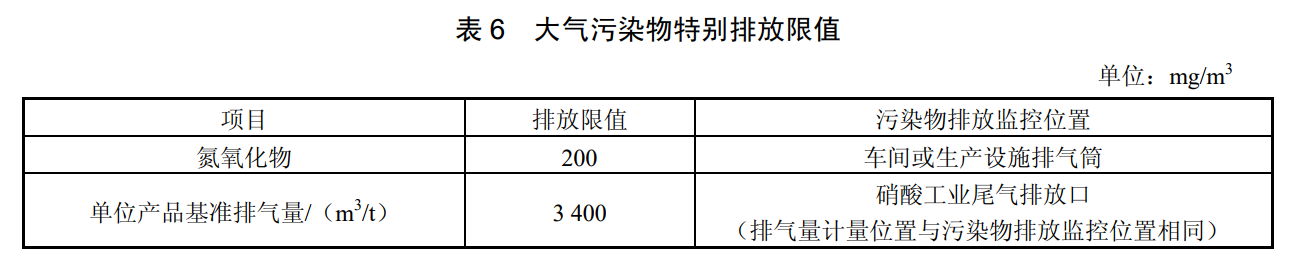 表 6 大气污染物特别排放限值
单位：mg/m³
项目 排放限值 污染物排放监控位置
氮氧化物 200 车间或生产设施排气筒
单位产品基准排气量/（m³/t） 3 400 硝酸工业尾气排放口
（排气量计量位置与污染物排放监控位置相同）